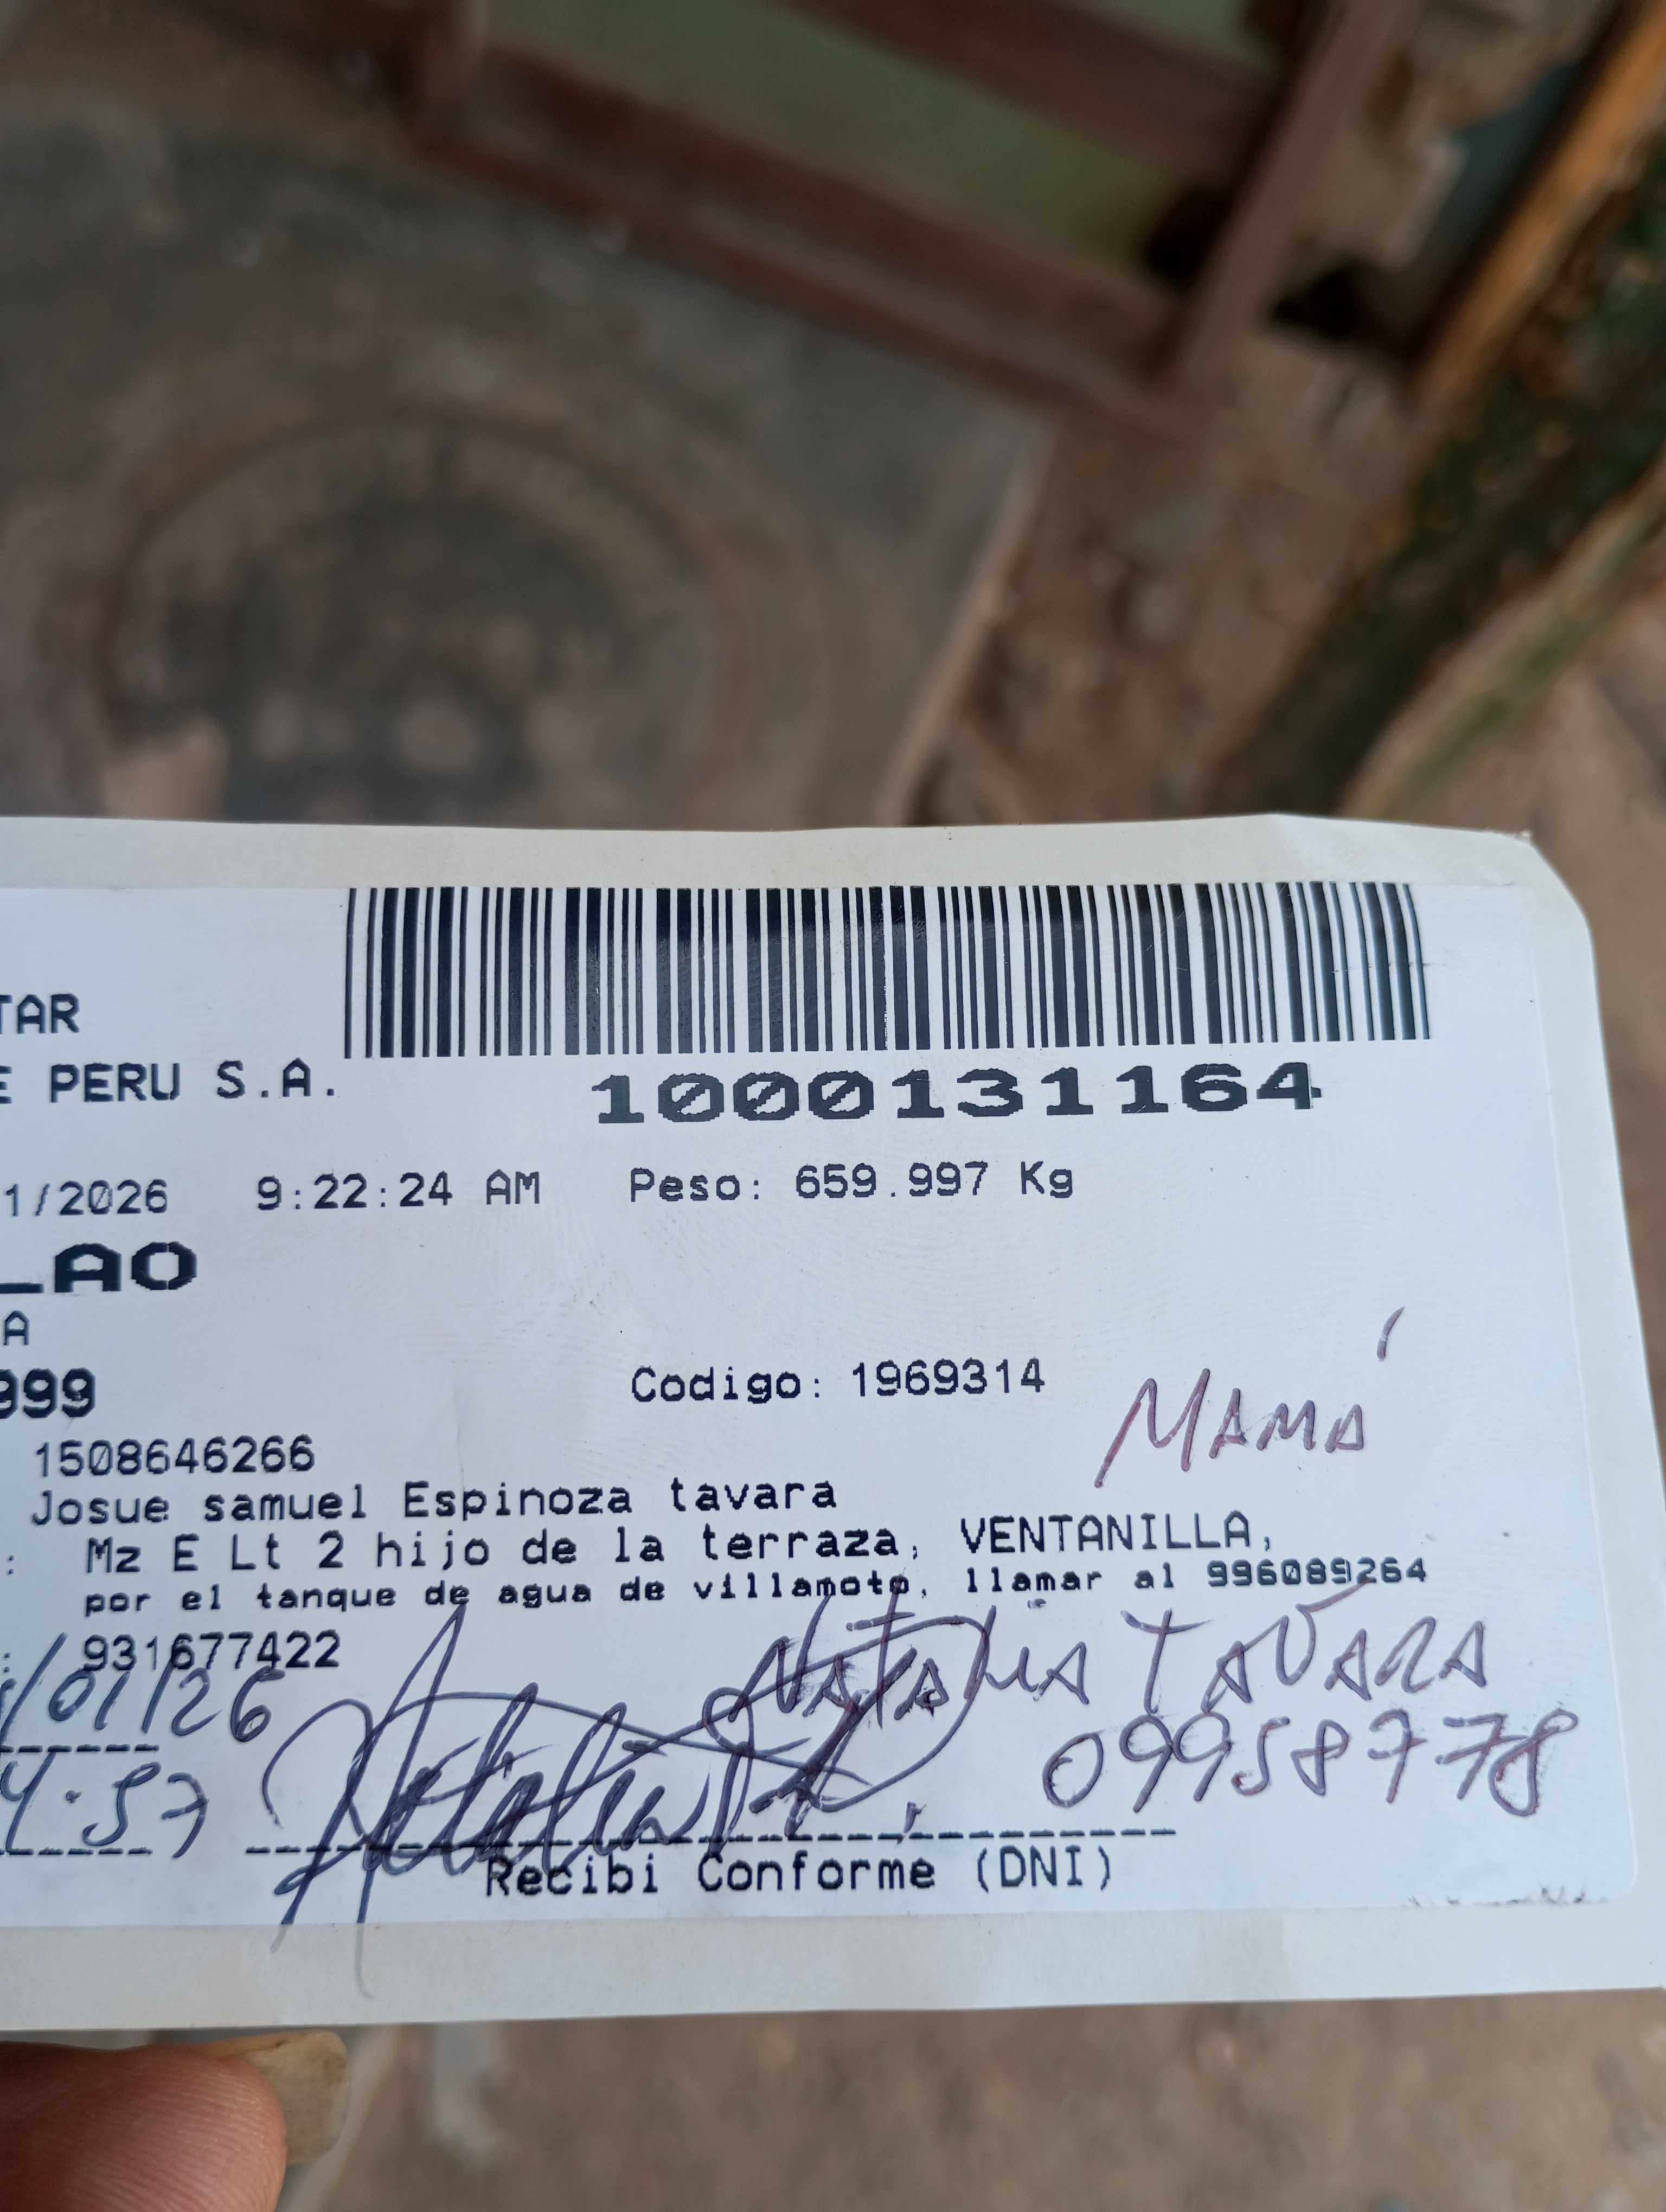 TAR
E PERU S.A.
1000131164
1/2026 9:22:24 AM Peso: 659.997 Kg
LAO
A
999
Codigo: 1969314
MAMÁ
1508646266
Josue samuel Espinoza tavara
: Mz E Lt 2 hijo de la terraza, VENTANILLA,
por el tanque de agua de villamoto, llamar al 996089264
: 931677422
/01/26
NATALIA TAVARA
4:57
09958778
Recibi Conforme (DNI)